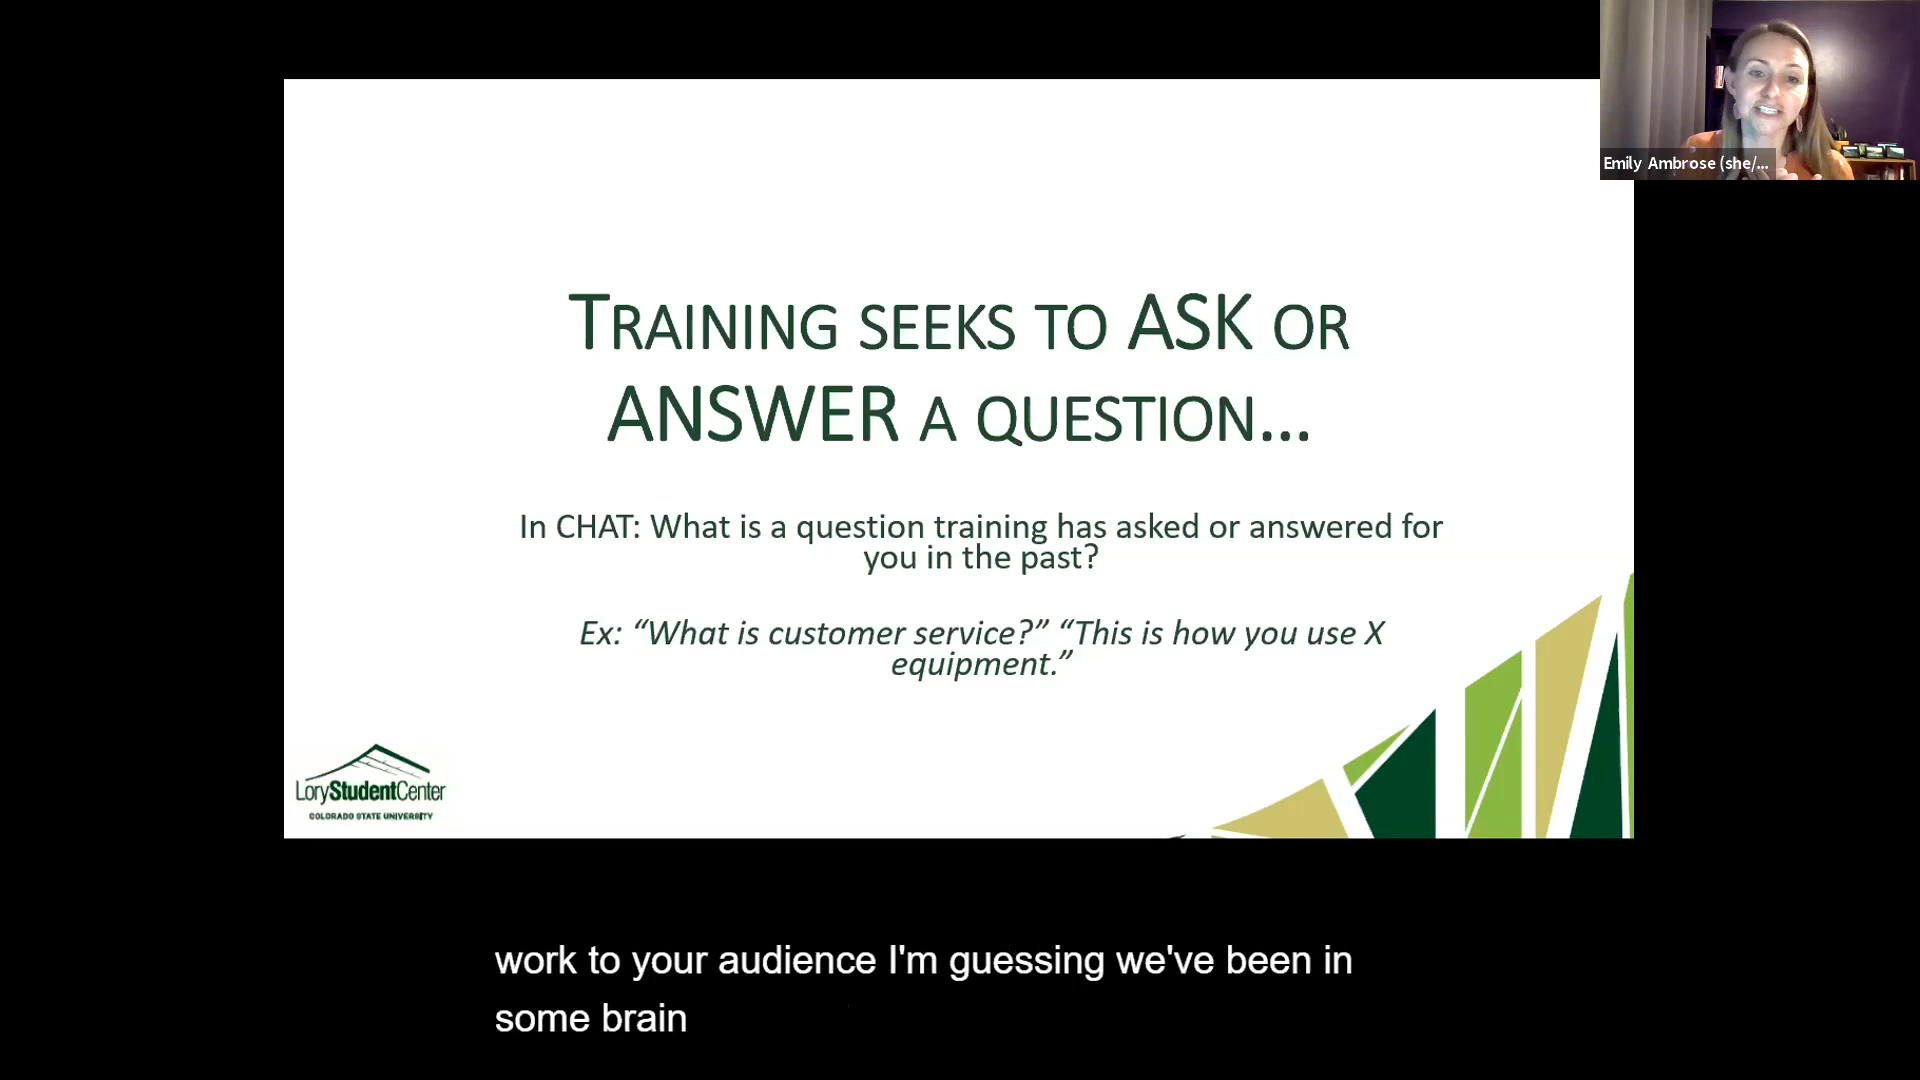 Emily Ambrose (she/...
TRAINING SEEKS TO ASK OR
ANSWER A QUESTION...
In CHAT: What is a question training has asked or answered for
you in the past?
Ex: “What is customer service?” “This is how you use X
equipment.”
LoryStudentCenter
COLORADO STATE UNIVERSITY
work to your audience I'm guessing we've been in
some brain